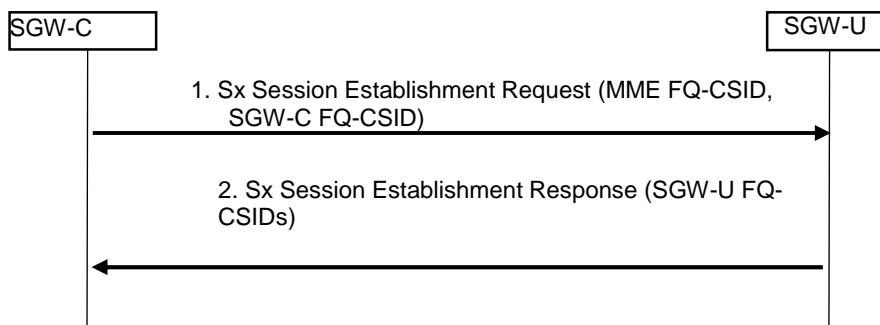 SGW-C
SGW-U
1. Sx Session Establishment Request (MME FQ-CSID,
SGW-C FQ-CSID)
2. Sx Session Establishment Response (SGW-U FQ-
CSIDs)